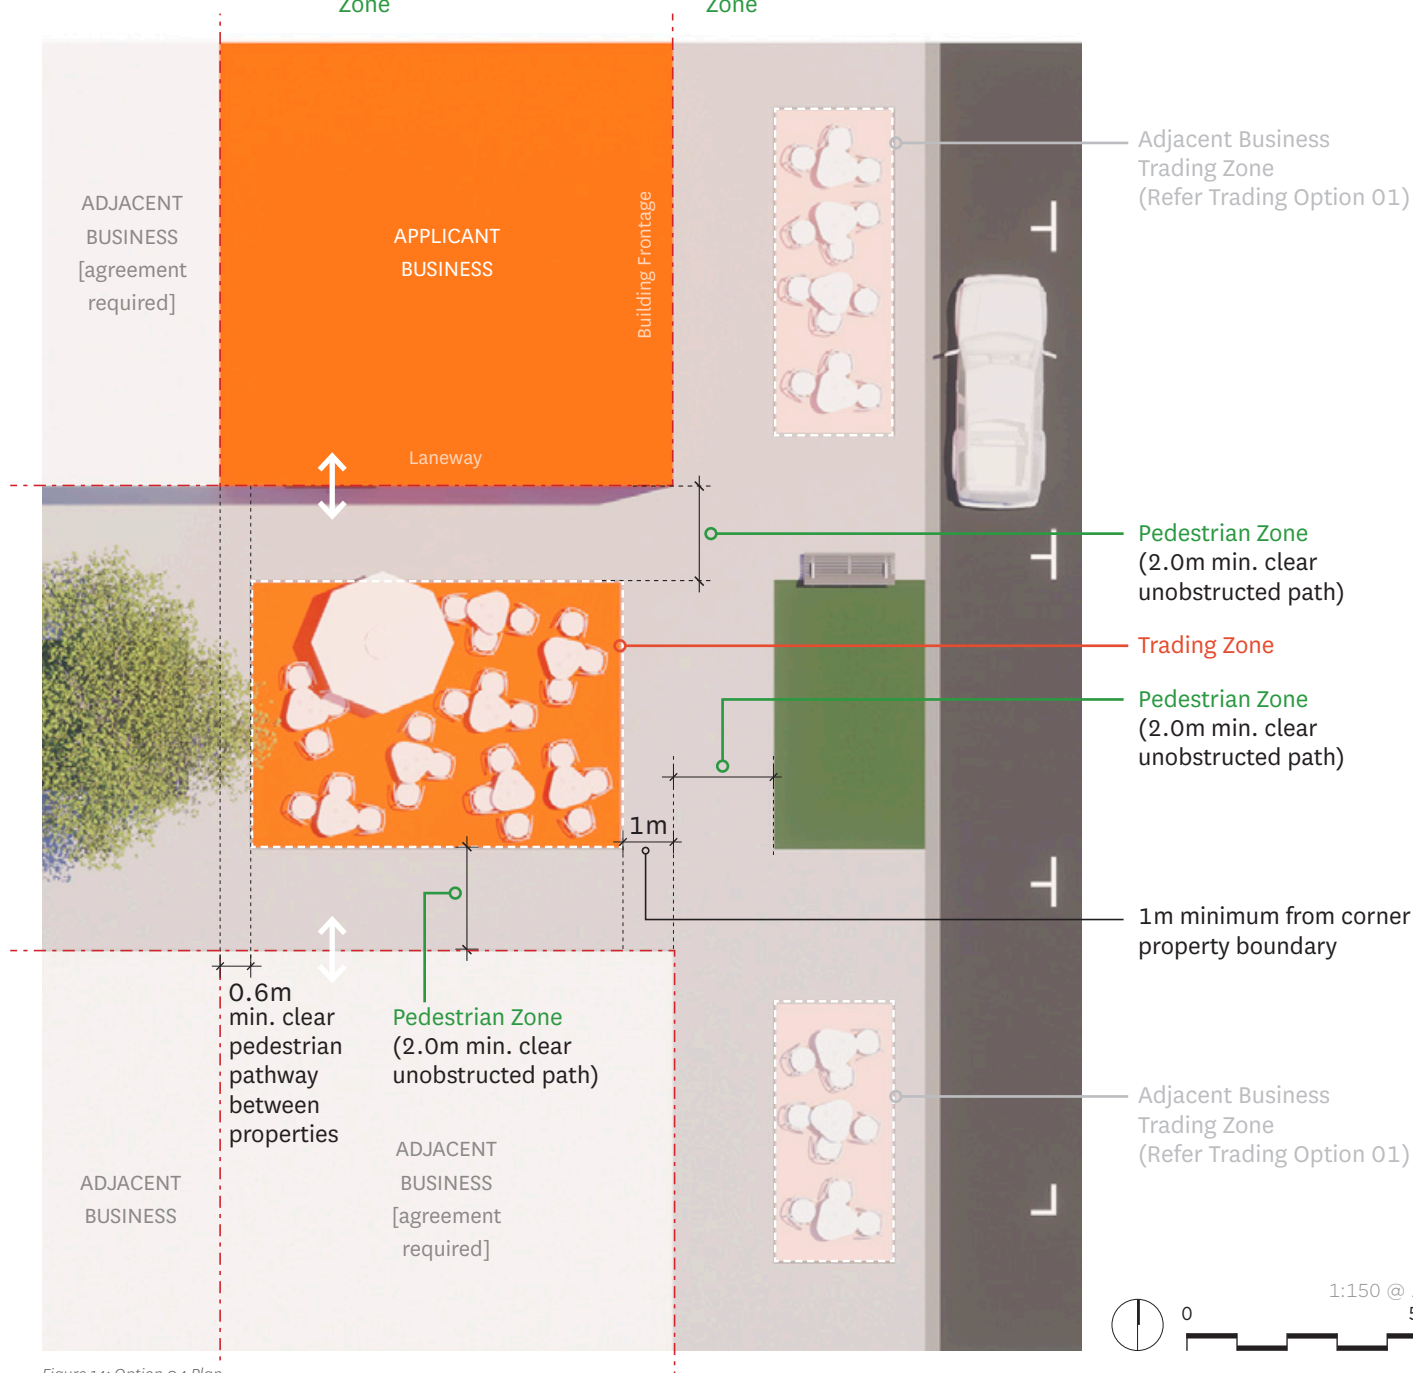 Zone
Zone
Adjacent Business
Trading Zone
(Refer Trading Option 01)
ADJACENT
BUSINESS
[agreement
required]
APPLICANT
BUSINESS
Building Frontage
Laneway
Pedestrian Zone
(2.0m min. clear
unobstructed path)
Trading Zone
Pedestrian Zone
(2.0m min. clear
unobstructed path)
1m
1m minimum from corner
property boundary
0.6m
min. clear
pedestrian
pathway
between
properties
Pedestrian Zone
(2.0m min. clear
unobstructed path)
Adjacent Business
Trading Zone
(Refer Trading Option 01)
ADJACENT
BUSINESS
ADJACENT
BUSINESS
[agreement
required]
1:150 @
0
Plan